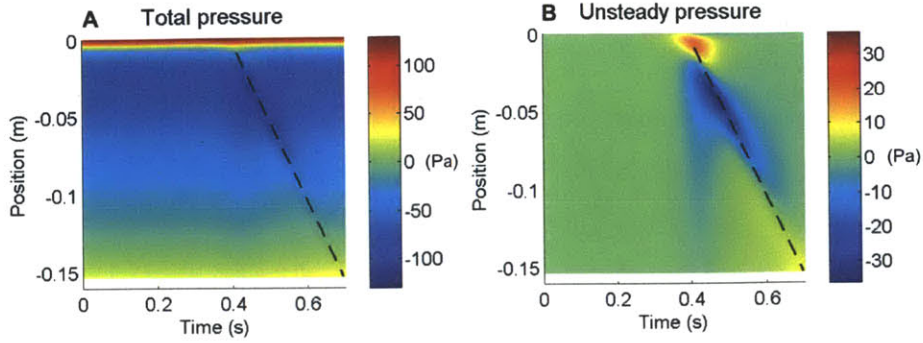 A Total pressure
0
-0.05
-0.1
-0.15
Position (m)
0 0.2 0.4 0.6
Time (s)
100
50
0 (Pa)
-50
-100
B Unsteady pressure
0
-0.05
-0.1
-0.15
Position (m)
0 0.2 0.4 0.6
Time (s)
30
20
10
0 (Pa)
-10
-20
-30